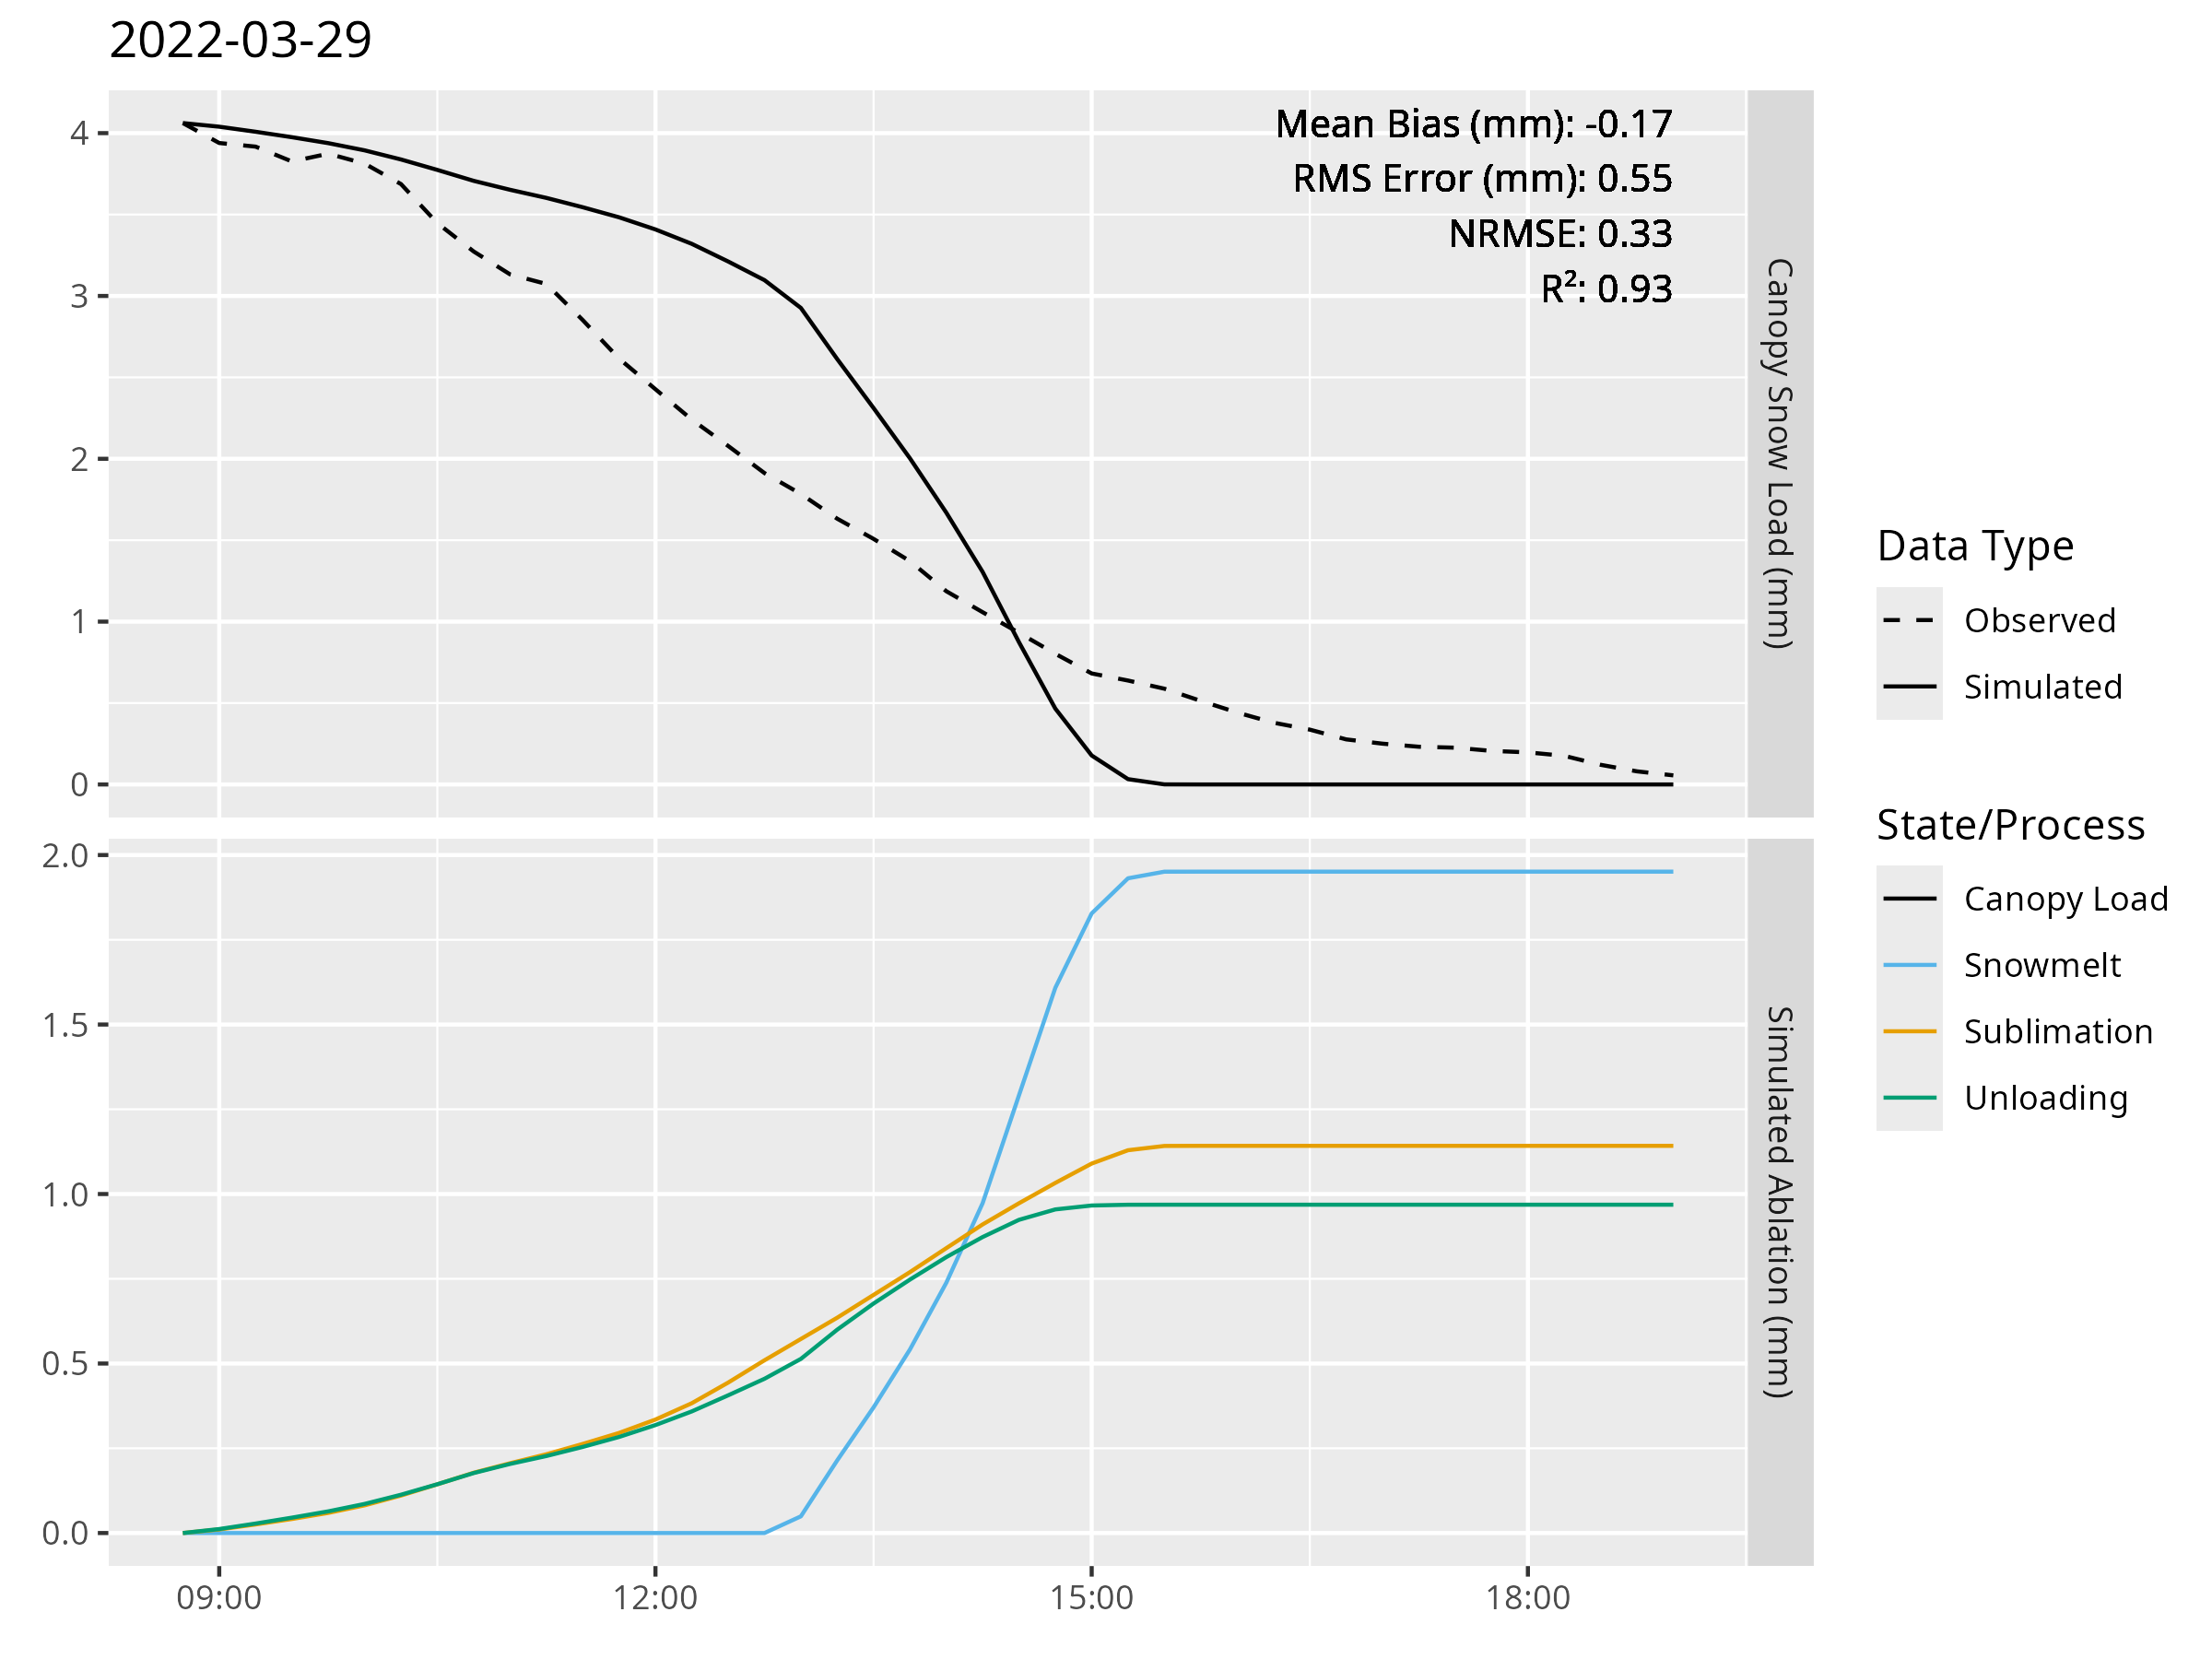 2022-03-29
Mean Bias (mm): -0.17
RMS Error (mm): 0.55
NRMSE: 0.33
R²: 0.93
4
3
2
1
0
Canopy Snow Load (mm)
2.0
1.5
1.0
0.5
0.0
Simulated Ablation (mm)
09:00
12:00
15:00
18:00
Data Type
Observed
Simulated
State/Process
Canopy Load
Snowmelt
Sublimation
Unloading